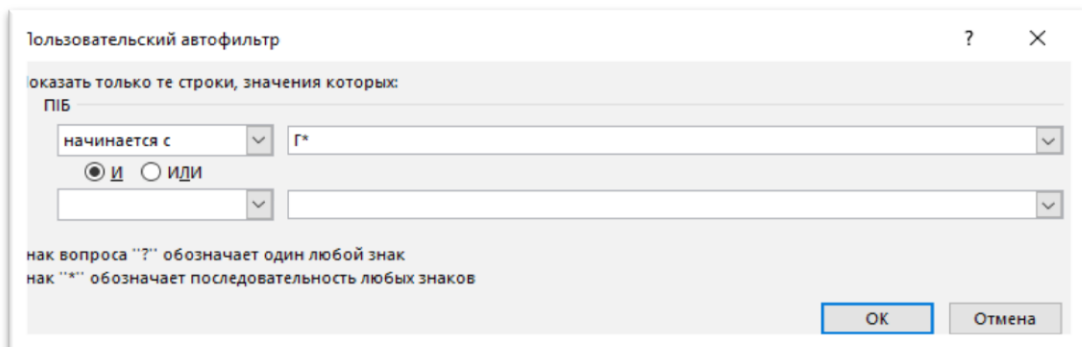 Пользовательский автофильтр ? ×
оказать только те строки, значения которых:
ПІБ
начинается с Г*
И ИЛИ
нак вопроса "?" обозначает один любой знак
нак "*" обозначает последовательность любых знаков
ОК Отмена